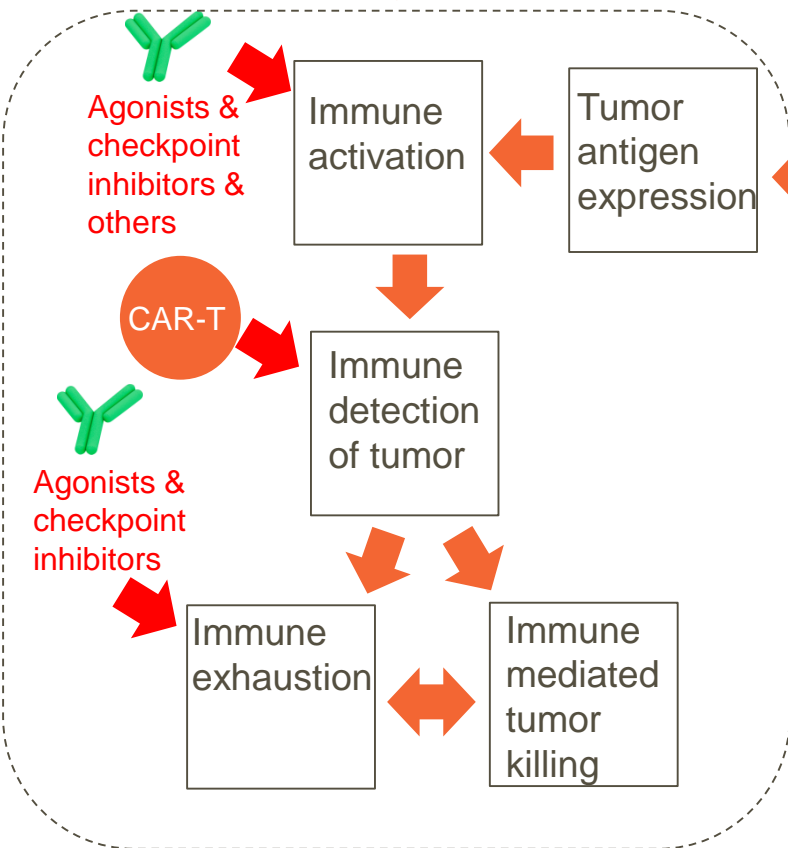 Agonists &
checkpoint
inhibitors &
others
Immune
activation
Tumor
antigen
expression
CAR-T
Immune
detection
of tumor
Agonists &
checkpoint
inhibitors
Immune
exhaustion
Immune
mediated
tumor
killing